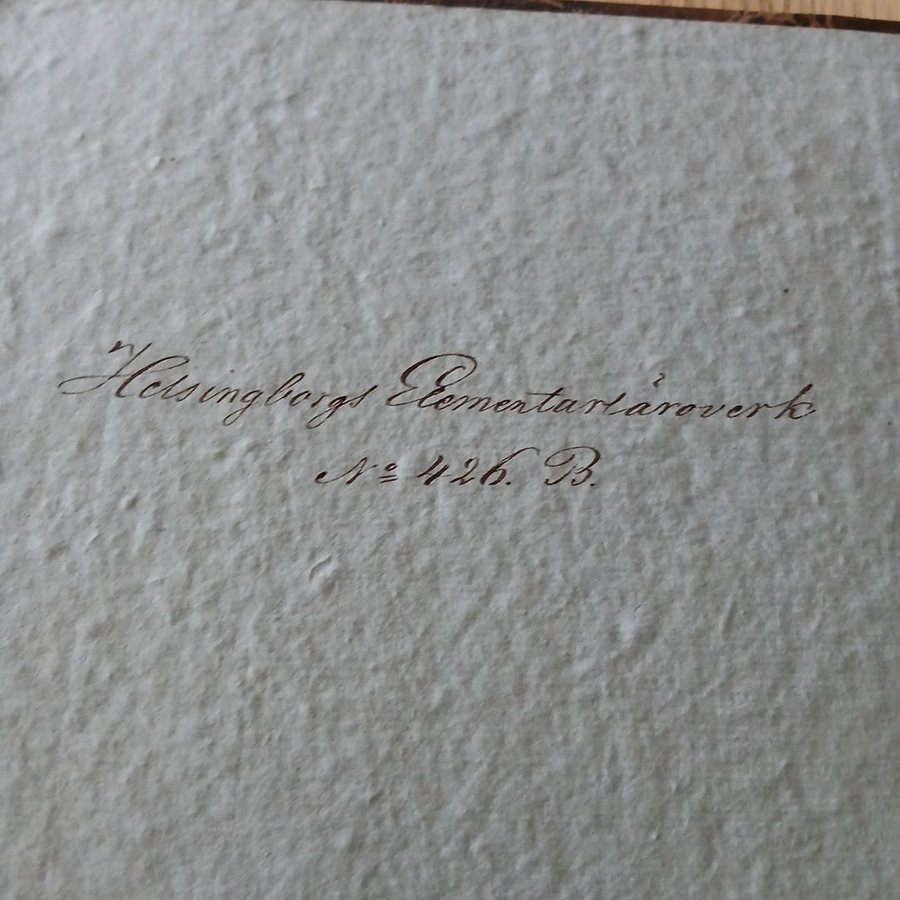 Helsingborgs Elementarläroverk
Nº 426. B.